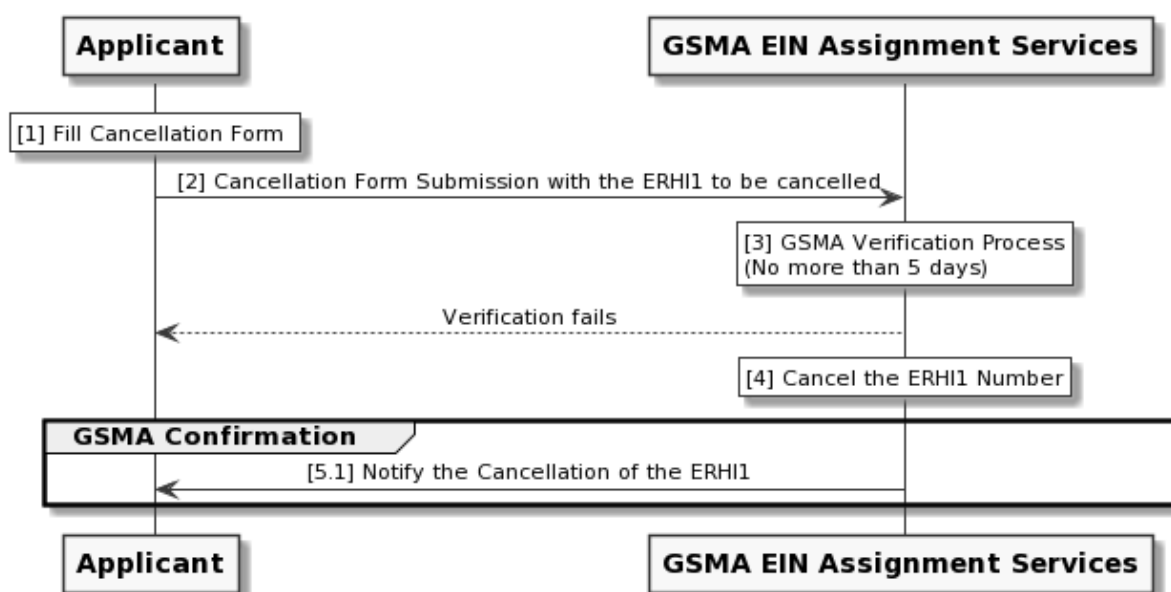 Applicant
GSMA EIN Assignment Services
[1] Fill Cancellation Form
[2] Cancellation Form Submission with the ERHI1 to be cancelled
[3] GSMA Verification Process
(No more than 5 days)
Verification fails
[4] Cancel the ERHI1 Number
GSMA Confirmation
[5.1] Notify the Cancellation of the ERHI1
Applicant
GSMA EIN Assignment Services